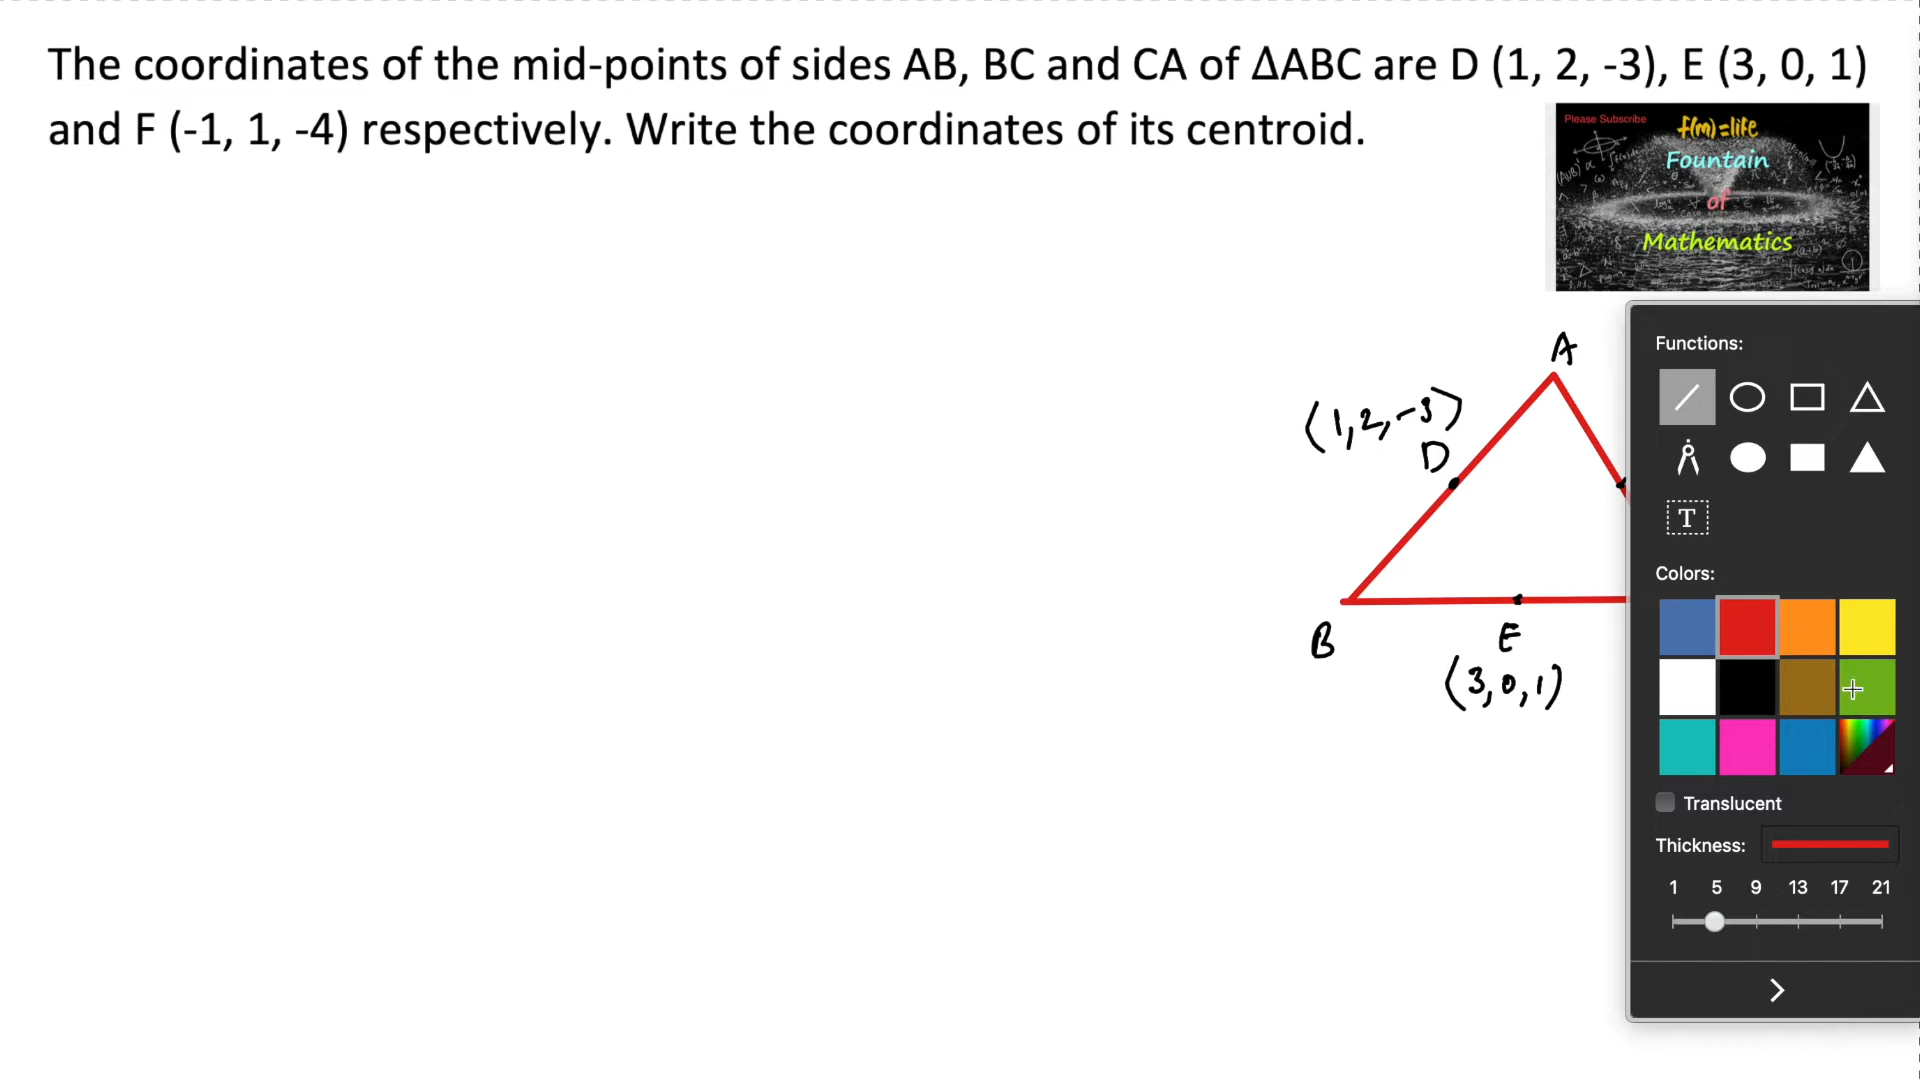 The coordinates of the mid-points of sides AB, BC and CA of ΔABC are D (1, 2, -3), E (3, 0, 1)
and F (-1, 1, -4) respectively. Write the coordinates of its centroid.
Please Subscribe
f(m)=life
Fountain
of
Mathematics
A
(1,2,-3)
D
B
E
(3,0,1)
Functions:
T
Colors:
Translucent
Thickness:
1 5 9 13 17 21